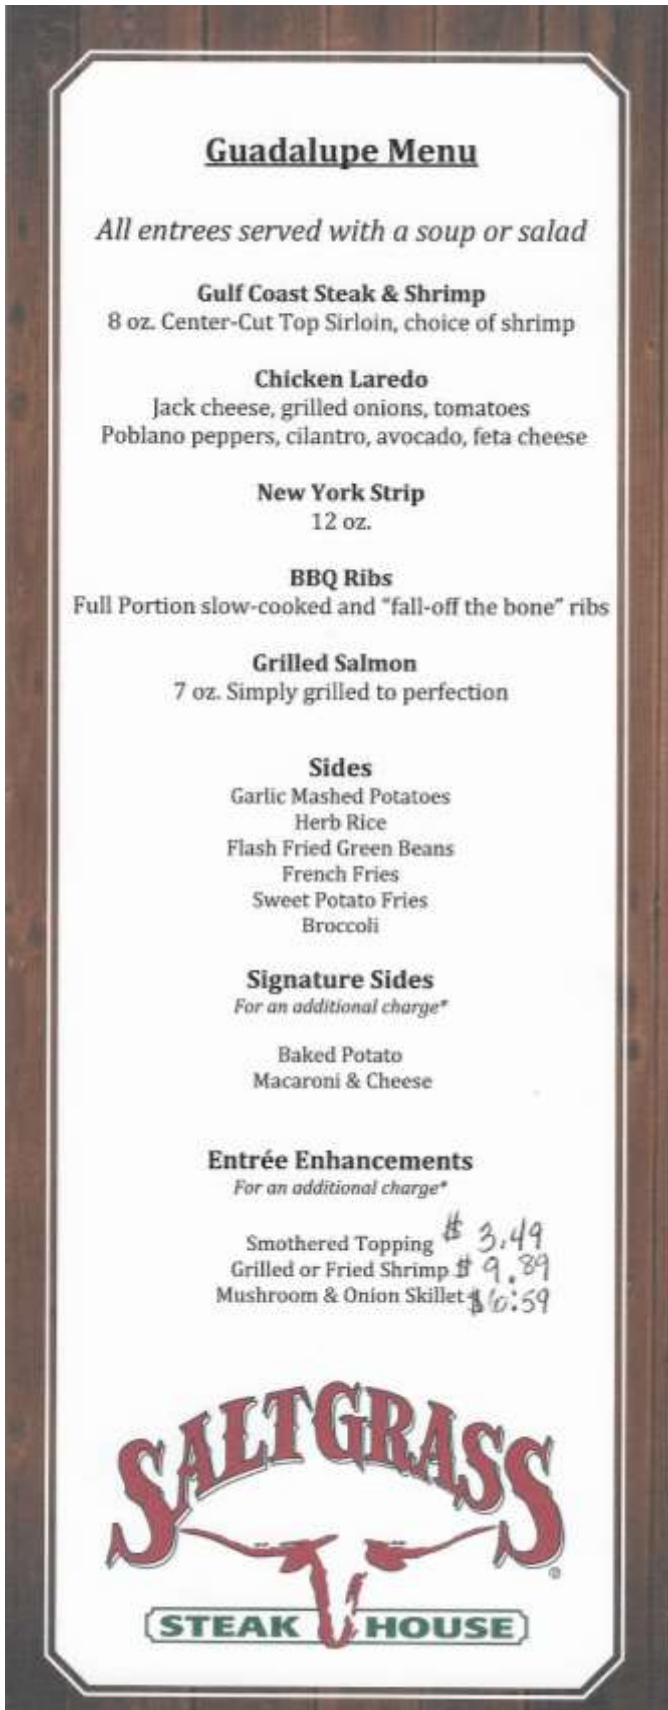 Guadalupe Menu
All entrees served with a soup or salad
Gulf Coast Steak & Shrimp
8 oz. Center-Cut Top Sirloin, choice of shrimp
Chicken Laredo
Jack cheese, grilled onions, tomatoes
Poblano peppers, cilantro, avocado, feta cheese
New York Strip
12 oz.
BBQ Ribs
Full Portion slow-cooked and "fall-off the bone" ribs
Grilled Salmon
7 oz. Simply grilled to perfection
Sides
Garlic Mashed Potatoes
Herb Rice
Flash Fried Green Beans
French Fries
Sweet Potato Fries
Broccoli
Signature Sides
For an additional charge*
Baked Potato
Macaroni & Cheese
Entrée Enhancements
For an additional charge*
Smothered Topping $ 3.49
Grilled or Fried Shrimp $ 9.89
Mushroom & Onion Skillet $6.59
SALTGRASS
STEAK HOUSE
®